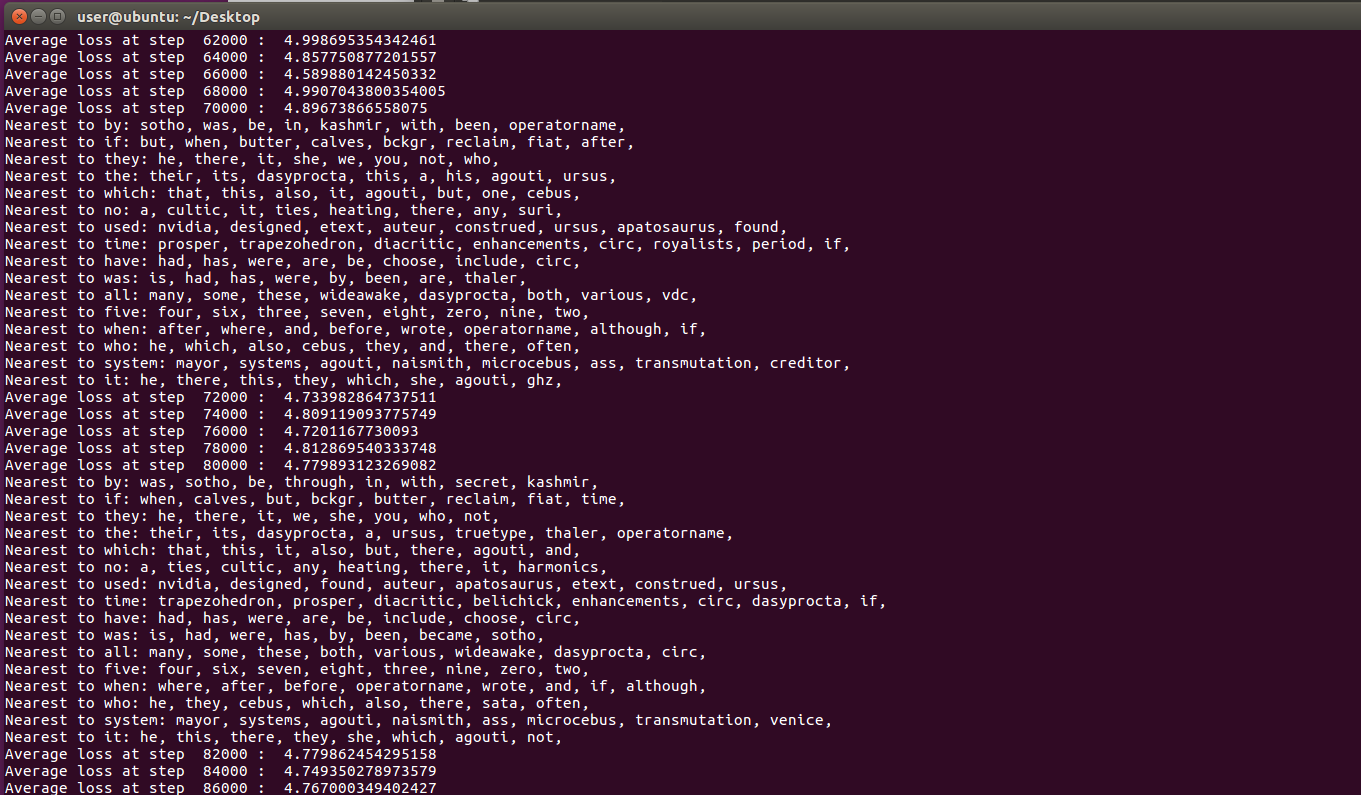 user@ubuntu: ~/Desktop
Average loss at step  62000 :  4.998695354342461
Average loss at step  64000 :  4.857750877201557
Average loss at step  66000 :  4.589880142450332
Average loss at step  68000 :  4.9907043800354005
Average loss at step  70000 :  4.89673866558075
Nearest to by: sotho, was, be, in, kashmir, with, been, operatorname,
Nearest to if: but, when, butter, calves, bckgr, reclaim, fiat, after,
Nearest to they: he, there, it, she, we, you, not, who,
Nearest to the: their, its, dasyprocta, this, a, his, agouti, ursus,
Nearest to which: that, this, also, it, agouti, but, one, cebus,
Nearest to no: a, cultic, it, ties, heating, there, any, suri,
Nearest to used: nvidia, designed, etext, auteur, construed, ursus, apatosaurus, found,
Nearest to time: prosper, trapezohedron, diacritic, enhancements, circ, royalists, period, if,
Nearest to have: had, has, were, are, be, choose, include, circ,
Nearest to was: is, had, has, were, by, been, are, thaler,
Nearest to all: many, some, these, wideawake, dasyprocta, both, various, vdc,
Nearest to five: four, six, three, seven, eight, zero, nine, two,
Nearest to when: after, where, and, before, wrote, operatorname, although, if,
Nearest to who: he, which, also, cebus, they, and, there, often,
Nearest to system: mayor, systems, agouti, naismith, microcebus, ass, transmutation, creditor,
Nearest to it: he, there, this, they, which, she, agouti, ghz,
Average loss at step  72000 :  4.733982864737511
Average loss at step  74000 :  4.809119093775749
Average loss at step  76000 :  4.7201167730093
Average loss at step  78000 :  4.812869540333748
Average loss at step  80000 :  4.779893123269082
Nearest to by: was, sotho, be, through, in, with, secret, kashmir,
Nearest to if: when, calves, but, bckgr, butter, reclaim, fiat, time,
Nearest to they: he, there, it, we, she, you, who, not,
Nearest to the: their, its, dasyprocta, a, ursus, truetype, thaler, operatorname,
Nearest to which: that, this, it, also, but, there, agouti, and,
Nearest to no: a, ties, cultic, any, heating, there, it, harmonics,
Nearest to used: nvidia, designed, found, auteur, apatosaurus, etext, construed, ursus,
Nearest to time: trapezohedron, prosper, diacritic, belichick, enhancements, circ, dasyprocta, if,
Nearest to have: had, has, were, are, be, include, choose, circ,
Nearest to was: is, had, were, has, by, been, became, sotho,
Nearest to all: many, some, these, both, various, wideawake, dasyprocta, circ,
Nearest to five: four, six, seven, eight, three, nine, zero, two,
Nearest to when: where, after, before, operatorname, wrote, and, if, although,
Nearest to who: he, they, cebus, which, also, there, sata, often,
Nearest to system: mayor, systems, agouti, naismith, ass, microcebus, transmutation, venice,
Nearest to it: he, this, there, they, she, which, agouti, not,
Average loss at step  82000 :  4.779862454295158
Average loss at step  84000 :  4.749350278973579
Average loss at step  86000 :  4.767000349402427